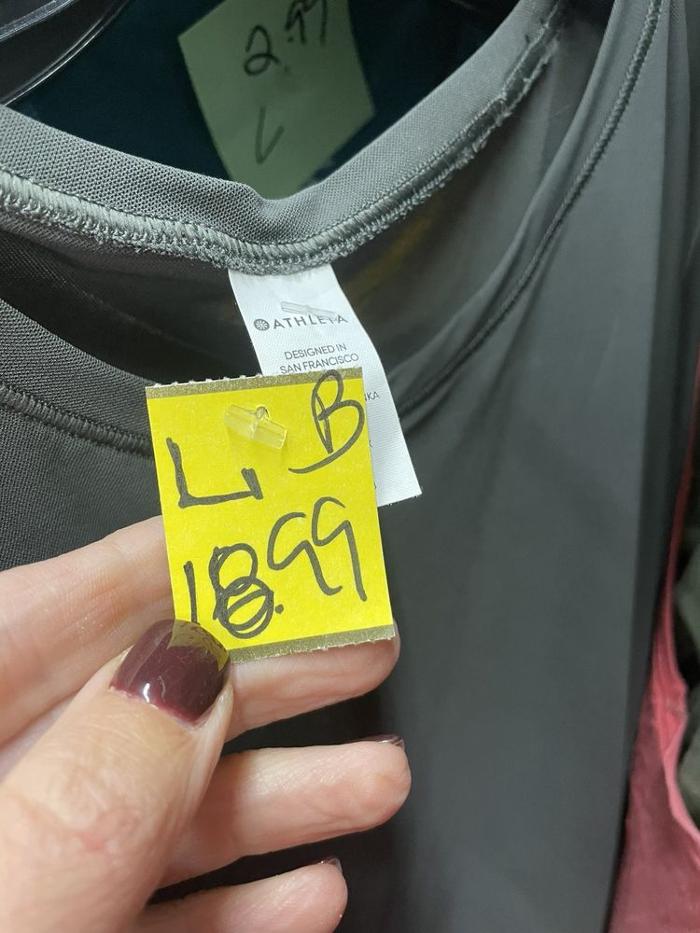 2.99
L
ATHLETA
DESIGNED IN
SAN FRANCISCO
L B
18.99